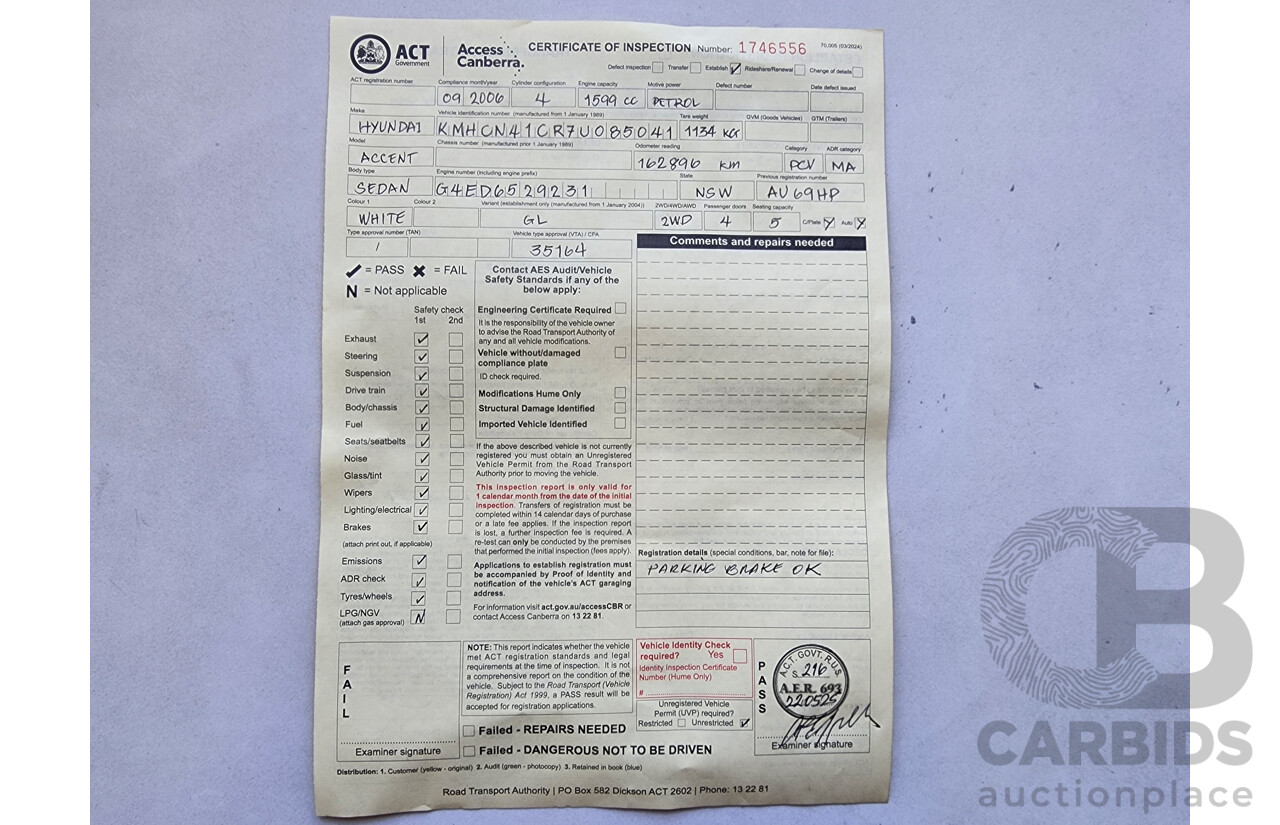 ACT Government
Access Canberra.
CERTIFICATE OF INSPECTION Number: 1746556 70.005 (03/2024)
Defect inspection Transfer Establish Rideshare/Renewal Change of details
ACT registration number Compliance month/year Cylinder configuration Engine capacity Motive power Defect number Date defect issued
09 2006 4 1599 cc PETROL
Make Vehicle identification number (manufactured from 1 January 1989) Tare weight GVM (Goods Vehicles) GTM (Trailers)
HYUNDAI KMHCN41CR7U085041 1134 KG
Model Chassis number (manufactured prior 1 January 1989) Odometer reading Category ADR category
ACCENT 162896 KM PCV MA
Body type Engine number (including engine prefix) State Previous registration number
SEDAN G4ED6529231 NSW AU69HP
Colour 1 Colour 2 Variant (establishment only (manufactured from 1 January 2004)) 2WD/4WD/AWD Passenger doors Seating capacity
WHITE GL 2WD 4 5 C/Plate Y Auto Y
Type approval number (TAN) Vehicle type approval (VTA) / CPA
/ 35164
Comments and repairs needed
✓ = PASS ✖ = FAIL
N = Not applicable
Safety check
1st 2nd
Exhaust ✓
Steering ✓
Suspension ✓
Drive train ✓
Body/chassis ✓
Fuel ✓
Seats/seatbelts ✓
Noise ✓
Glass/tint ✓
Wipers ✓
Lighting/electrical ✓
Brakes ✓
(attach print out, if applicable)
Emissions ✓
ADR check ✓
Tyres/wheels ✓
LPG/NGV N
(attach gas approval)
Contact AES Audit/Vehicle
Safety Standards if any of the
below apply:
Engineering Certificate Required
It is the responsibility of the vehicle owner
to advise the Road Transport Authority of
any and all vehicle modifications.
Vehicle without/damaged
compliance plate
ID check required.
Modifications Hume Only
Structural Damage Identified
Imported Vehicle Identified
If the above described vehicle is not currently
registered you must obtain an Unregistered
Vehicle Permit from the Road Transport
Authority prior to moving the vehicle.
This inspection report is only valid for
1 calendar month from the date of the initial
inspection. Transfers of registration must be
completed within 14 calendar days of purchase
or a late fee applies. If the inspection report
is lost, a further inspection fee is required. A
re-test can only be conducted by the premises
that performed the initial inspection (fees apply).
Applications to establish registration must
be accompanied by Proof of Identity and
notification of the vehicle's ACT garaging
address.
For information visit act.gov.au/accessCBR or
contact Access Canberra on 13 22 81.
Registration details (special conditions, bar, note for file):
PARKING BRAKE OK
FAIL
Examiner signature
NOTE: This report indicates whether the vehicle
met ACT registration standards and legal
requirements at the time of inspection. It is not
a comprehensive report on the condition of the
vehicle. Subject to the Road Transport (Vehicle
Registration) Act 1999, a PASS result will be
accepted for registration applications.
Failed - REPAIRS NEEDED
Failed - DANGEROUS NOT TO BE DRIVEN
Vehicle Identity Check
required? Yes
Identity Inspection Certificate
Number (Hume Only)
#
Unregistered Vehicle
Permit (UVP) required?
Restricted Unrestricted ✓
PASS
A.C.T. GOVT. R.U.S.
S 216
A.E.R. 693
220525
Examiner signature
Distribution: 1. Customer (yellow - original) 2. Audit (green - photocopy) 3. Retained in book (blue)
Road Transport Authority | PO Box 582 Dickson ACT 2602 | Phone: 13 22 81
CB
CARBIDS
auctionplace